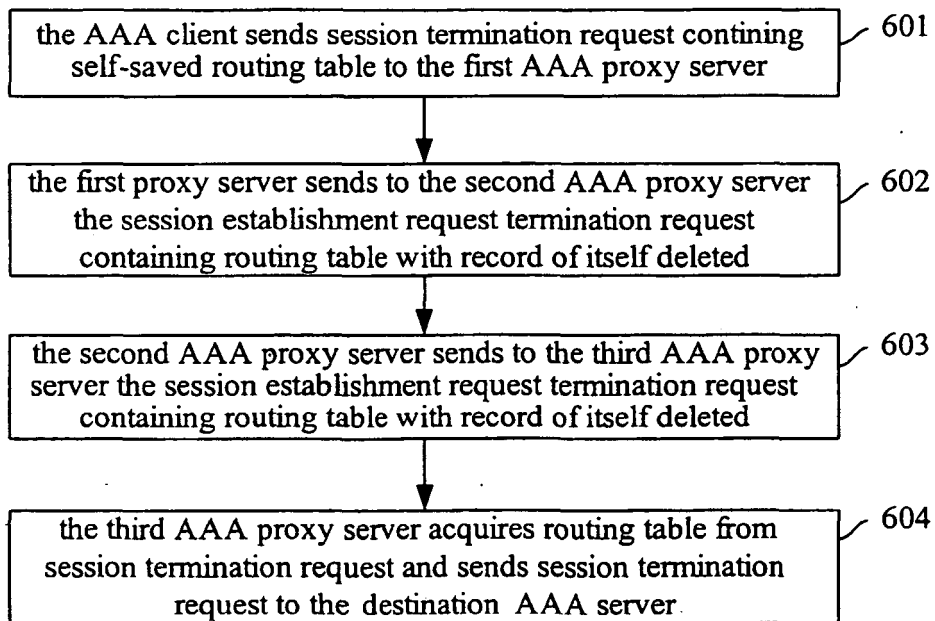 the AAA client sends session termination request contining
self-saved routing table to the first AAA proxy server
601
the first proxy server sends to the second AAA proxy server
the session establishment request termination request
containing routing table with record of itself deleted
602
the second AAA proxy server sends to the third AAA proxy
server the session establishment request termination request
containing routing table with record of itself deleted
603
the third AAA proxy server acquires routing table from
session termination request and sends session termination
request to the destination AAA server
604